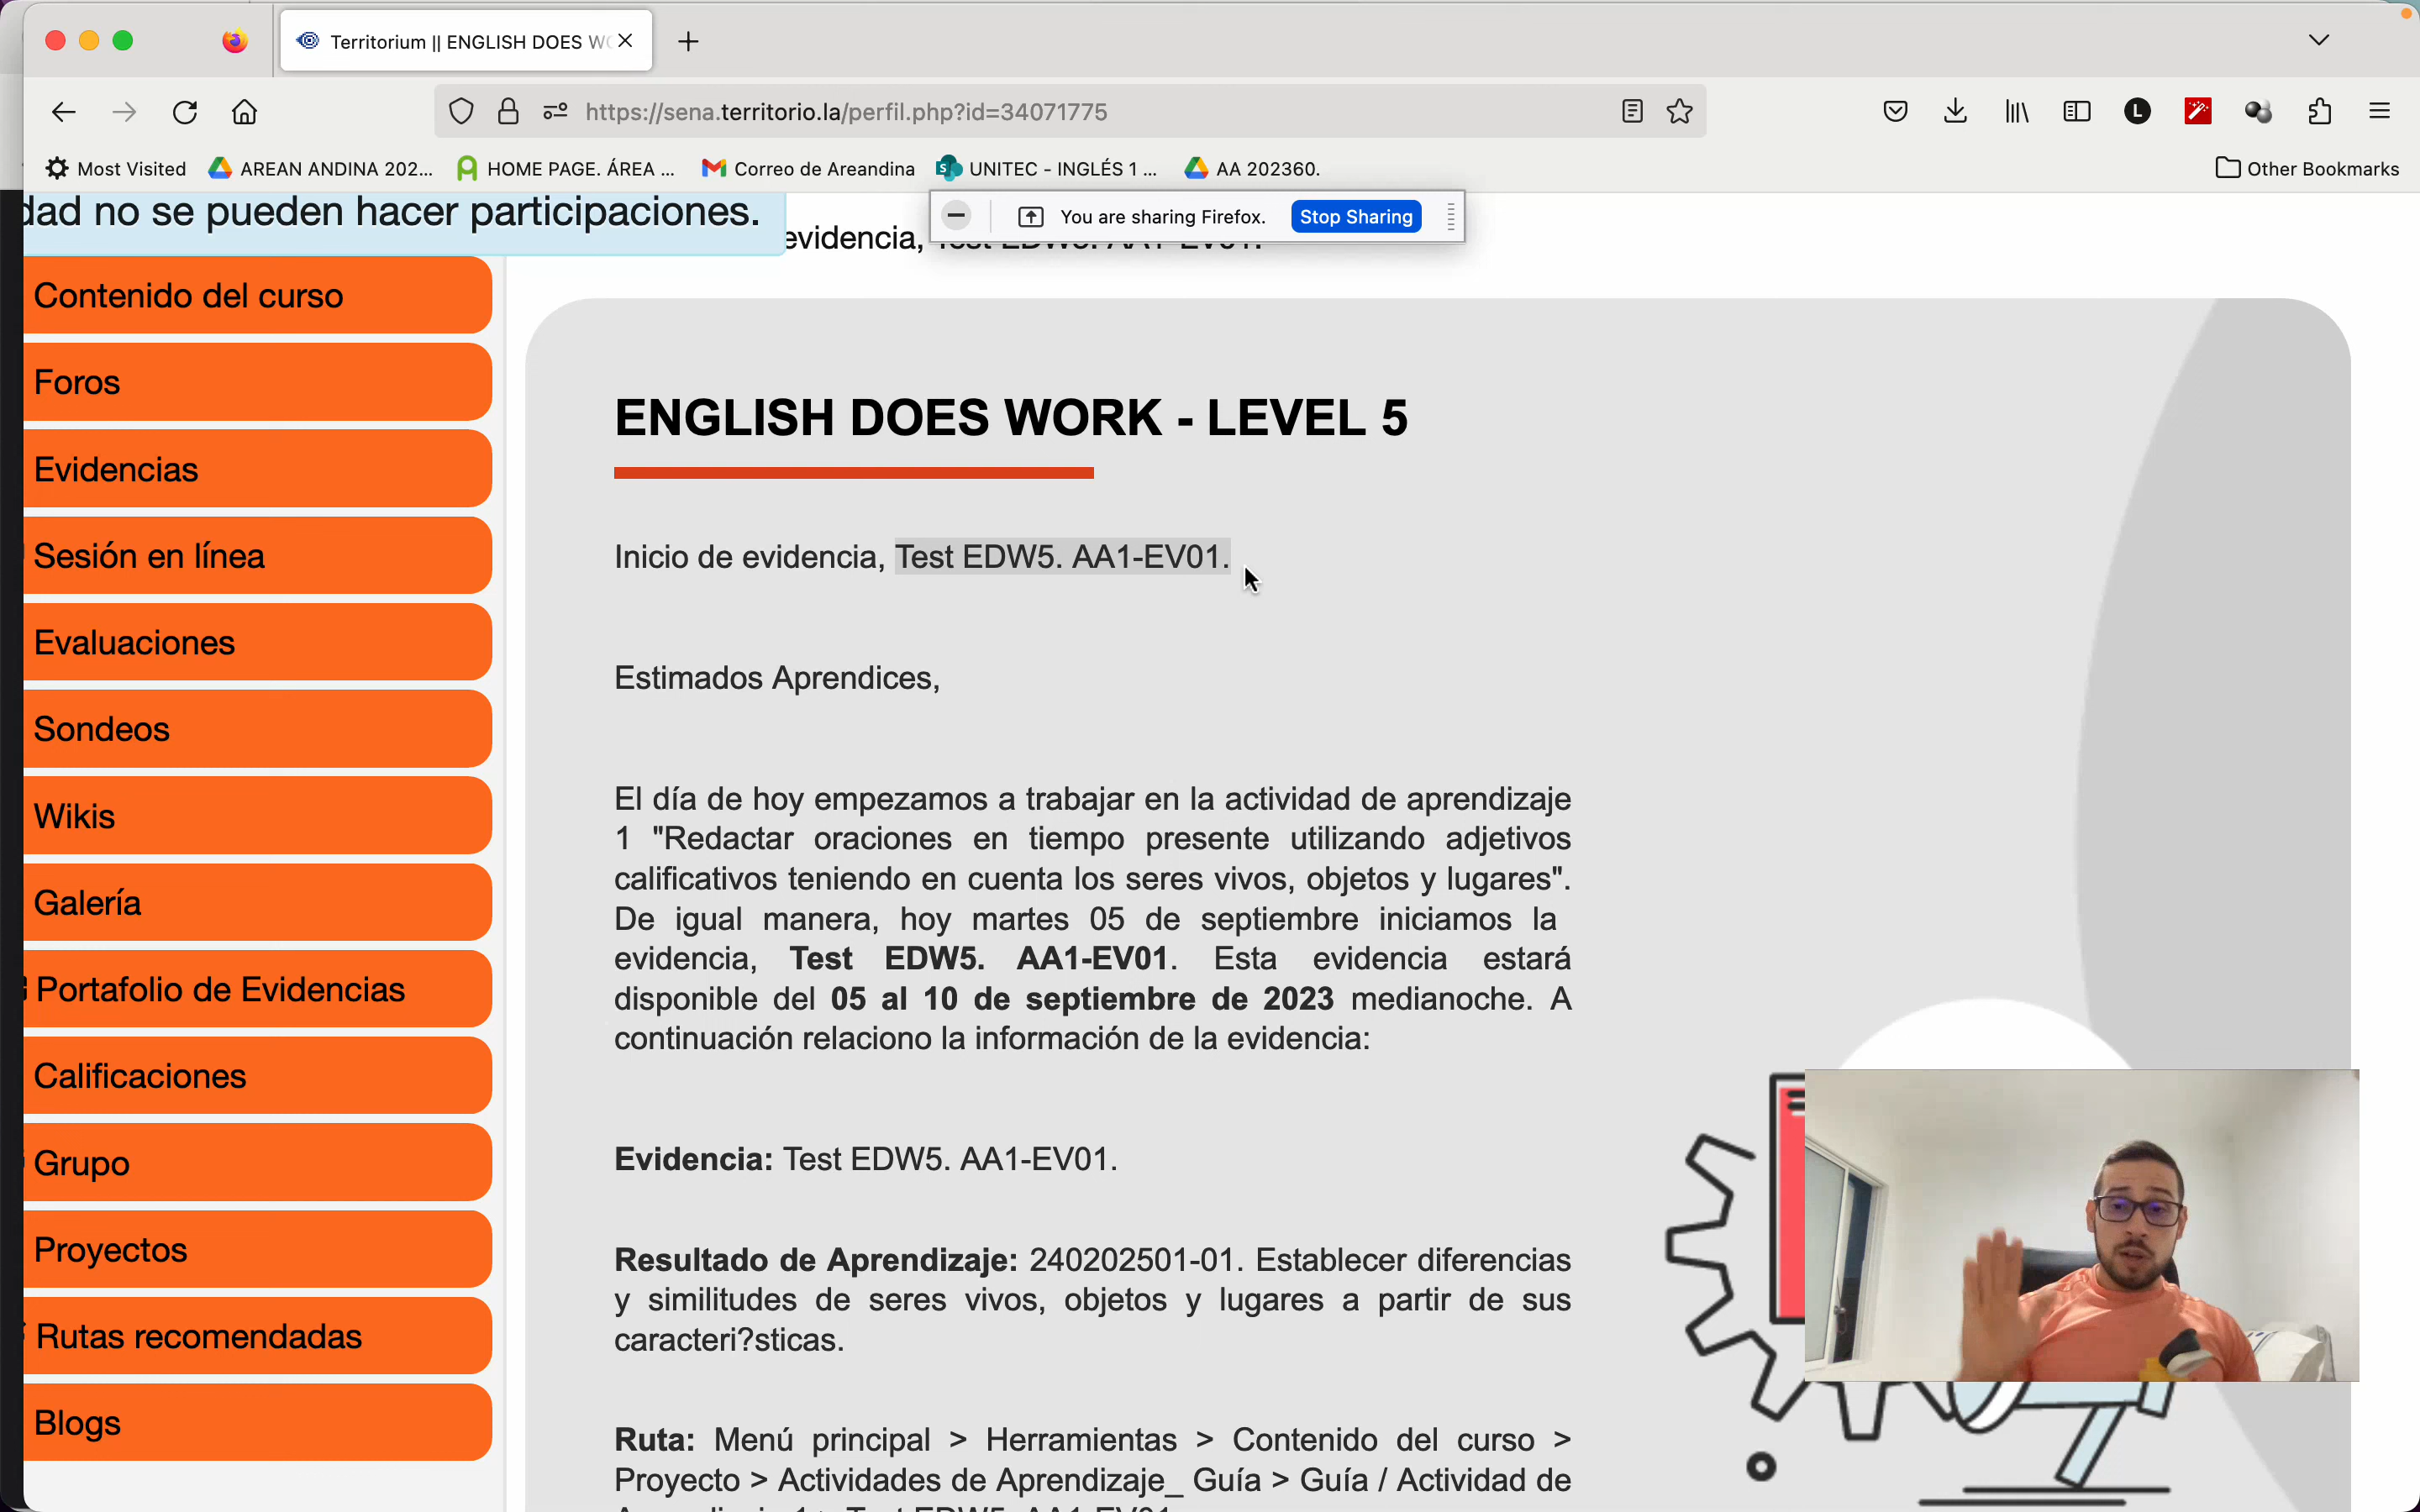 Territorium || ENGLISH DOES WO
https://sena.territorio.la/perfil.php?id=34071775
Most Visited
AREAN ANDINA 202...
HOME PAGE. ÁREA ...
Correo de Areandina
UNITEC - INGLÉS 1 ...
AA 202360.
Other Bookmarks
dad no se pueden hacer participaciones.
You are sharing Firefox.
Stop Sharing
evidencia, Test EDW5. AA1-EV01.
Contenido del curso
Foros
Evidencias
Sesión en línea
Evaluaciones
Sondeos
Wikis
Galería
Portafolio de Evidencias
Calificaciones
Grupo
Proyectos
Rutas recomendadas
Blogs
ENGLISH DOES WORK - LEVEL 5
Inicio de evidencia, Test EDW5. AA1-EV01.
Estimados Aprendices,
El día de hoy empezamos a trabajar en la actividad de aprendizaje
1 "Redactar oraciones en tiempo presente utilizando adjetivos
calificativos teniendo en cuenta los seres vivos, objetos y lugares".
De igual manera, hoy martes 05 de septiembre iniciamos la
evidencia, Test EDW5. AA1-EV01. Esta evidencia estará
disponible del 05 al 10 de septiembre de 2023 medianoche. A
continuación relaciono la información de la evidencia:
Evidencia: Test EDW5. AA1-EV01.
Resultado de Aprendizaje: 240202501-01. Establecer diferencias
y similitudes de seres vivos, objetos y lugares a partir de sus
caracteri?sticas.
Ruta: Menú principal > Herramientas > Contenido del curso >
Proyecto > Actividades de Aprendizaje_ Guía > Guía / Actividad de